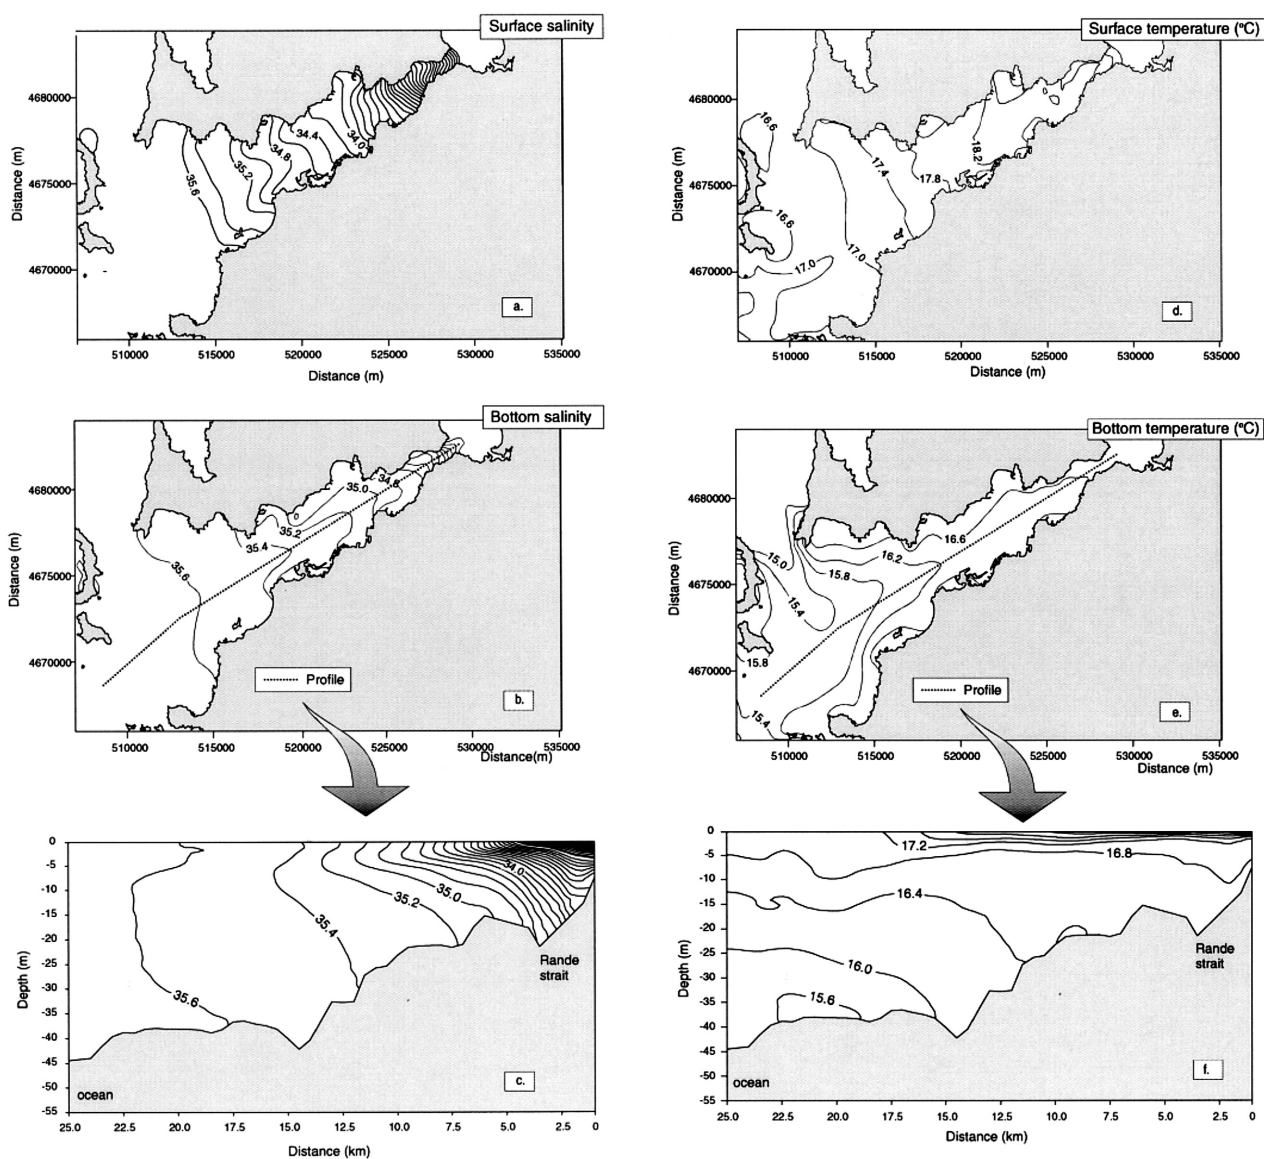 Surface salinity
4680000
4675000
4670000
Distance (m)
35.6
35.2
34.8
34.4
34.0
a.
510000 515000 520000 525000 530000 535000
Distance (m)
Surface temperature (°C)
4680000
4675000
4670000
Distance (m)
16.6
16.6
17.0
17.0
17.4
17.8
18.2
d.
510000 515000 520000 525000 530000 535000
Distance (m)
Bottom salinity
4680000
4675000
4670000
Distance (m)
35.6
35.4
35.2
35.0
34.8
Profile
b.
510000 515000 520000 525000 530000 535000
Distance(m)
Bottom temperature (°C)
4680000
4675000
4670000
Distance (m)
15.0
15.4
15.8
16.2
16.6
15.8
15.4
Profile
e.
510000 515000 520000 525000 530000 535000
Distance (m)
0
-5
-10
-15
-20
-25
-30
-35
-40
-45
-50
-55
Depth (m)
35.6
35.4
35.2
35.0
34.0
Rande
strait
ocean
c.
25.0 22.5 20.0 17.5 15.0 12.5 10.0 7.5 5.0 2.5 0
Distance (km)
0
-5
-10
-15
-20
-25
-30
-35
-40
-45
-50
-55
Depth (m)
17.2
16.8
16.4
16.0
15.6
Rande
strait
ocean
f.
25.0 22.5 20.0 17.5 15.0 12.5 10.0 7.5 5.0 2.5 0
Distance (km)